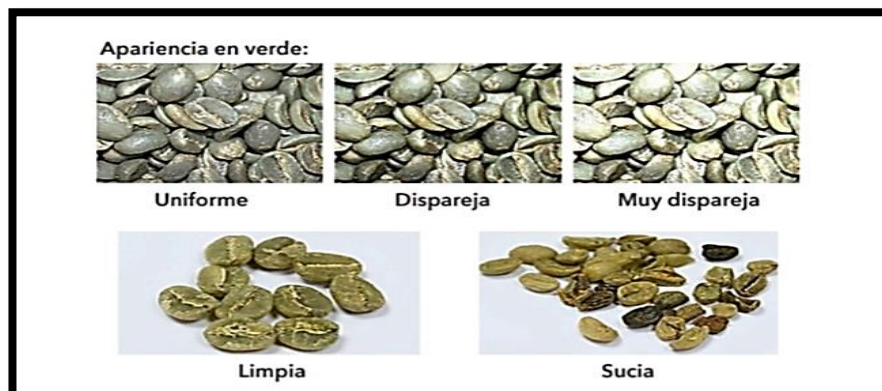 Apariencia en verde:
Uniforme Dispareja Muy dispareja
Limpia Sucia